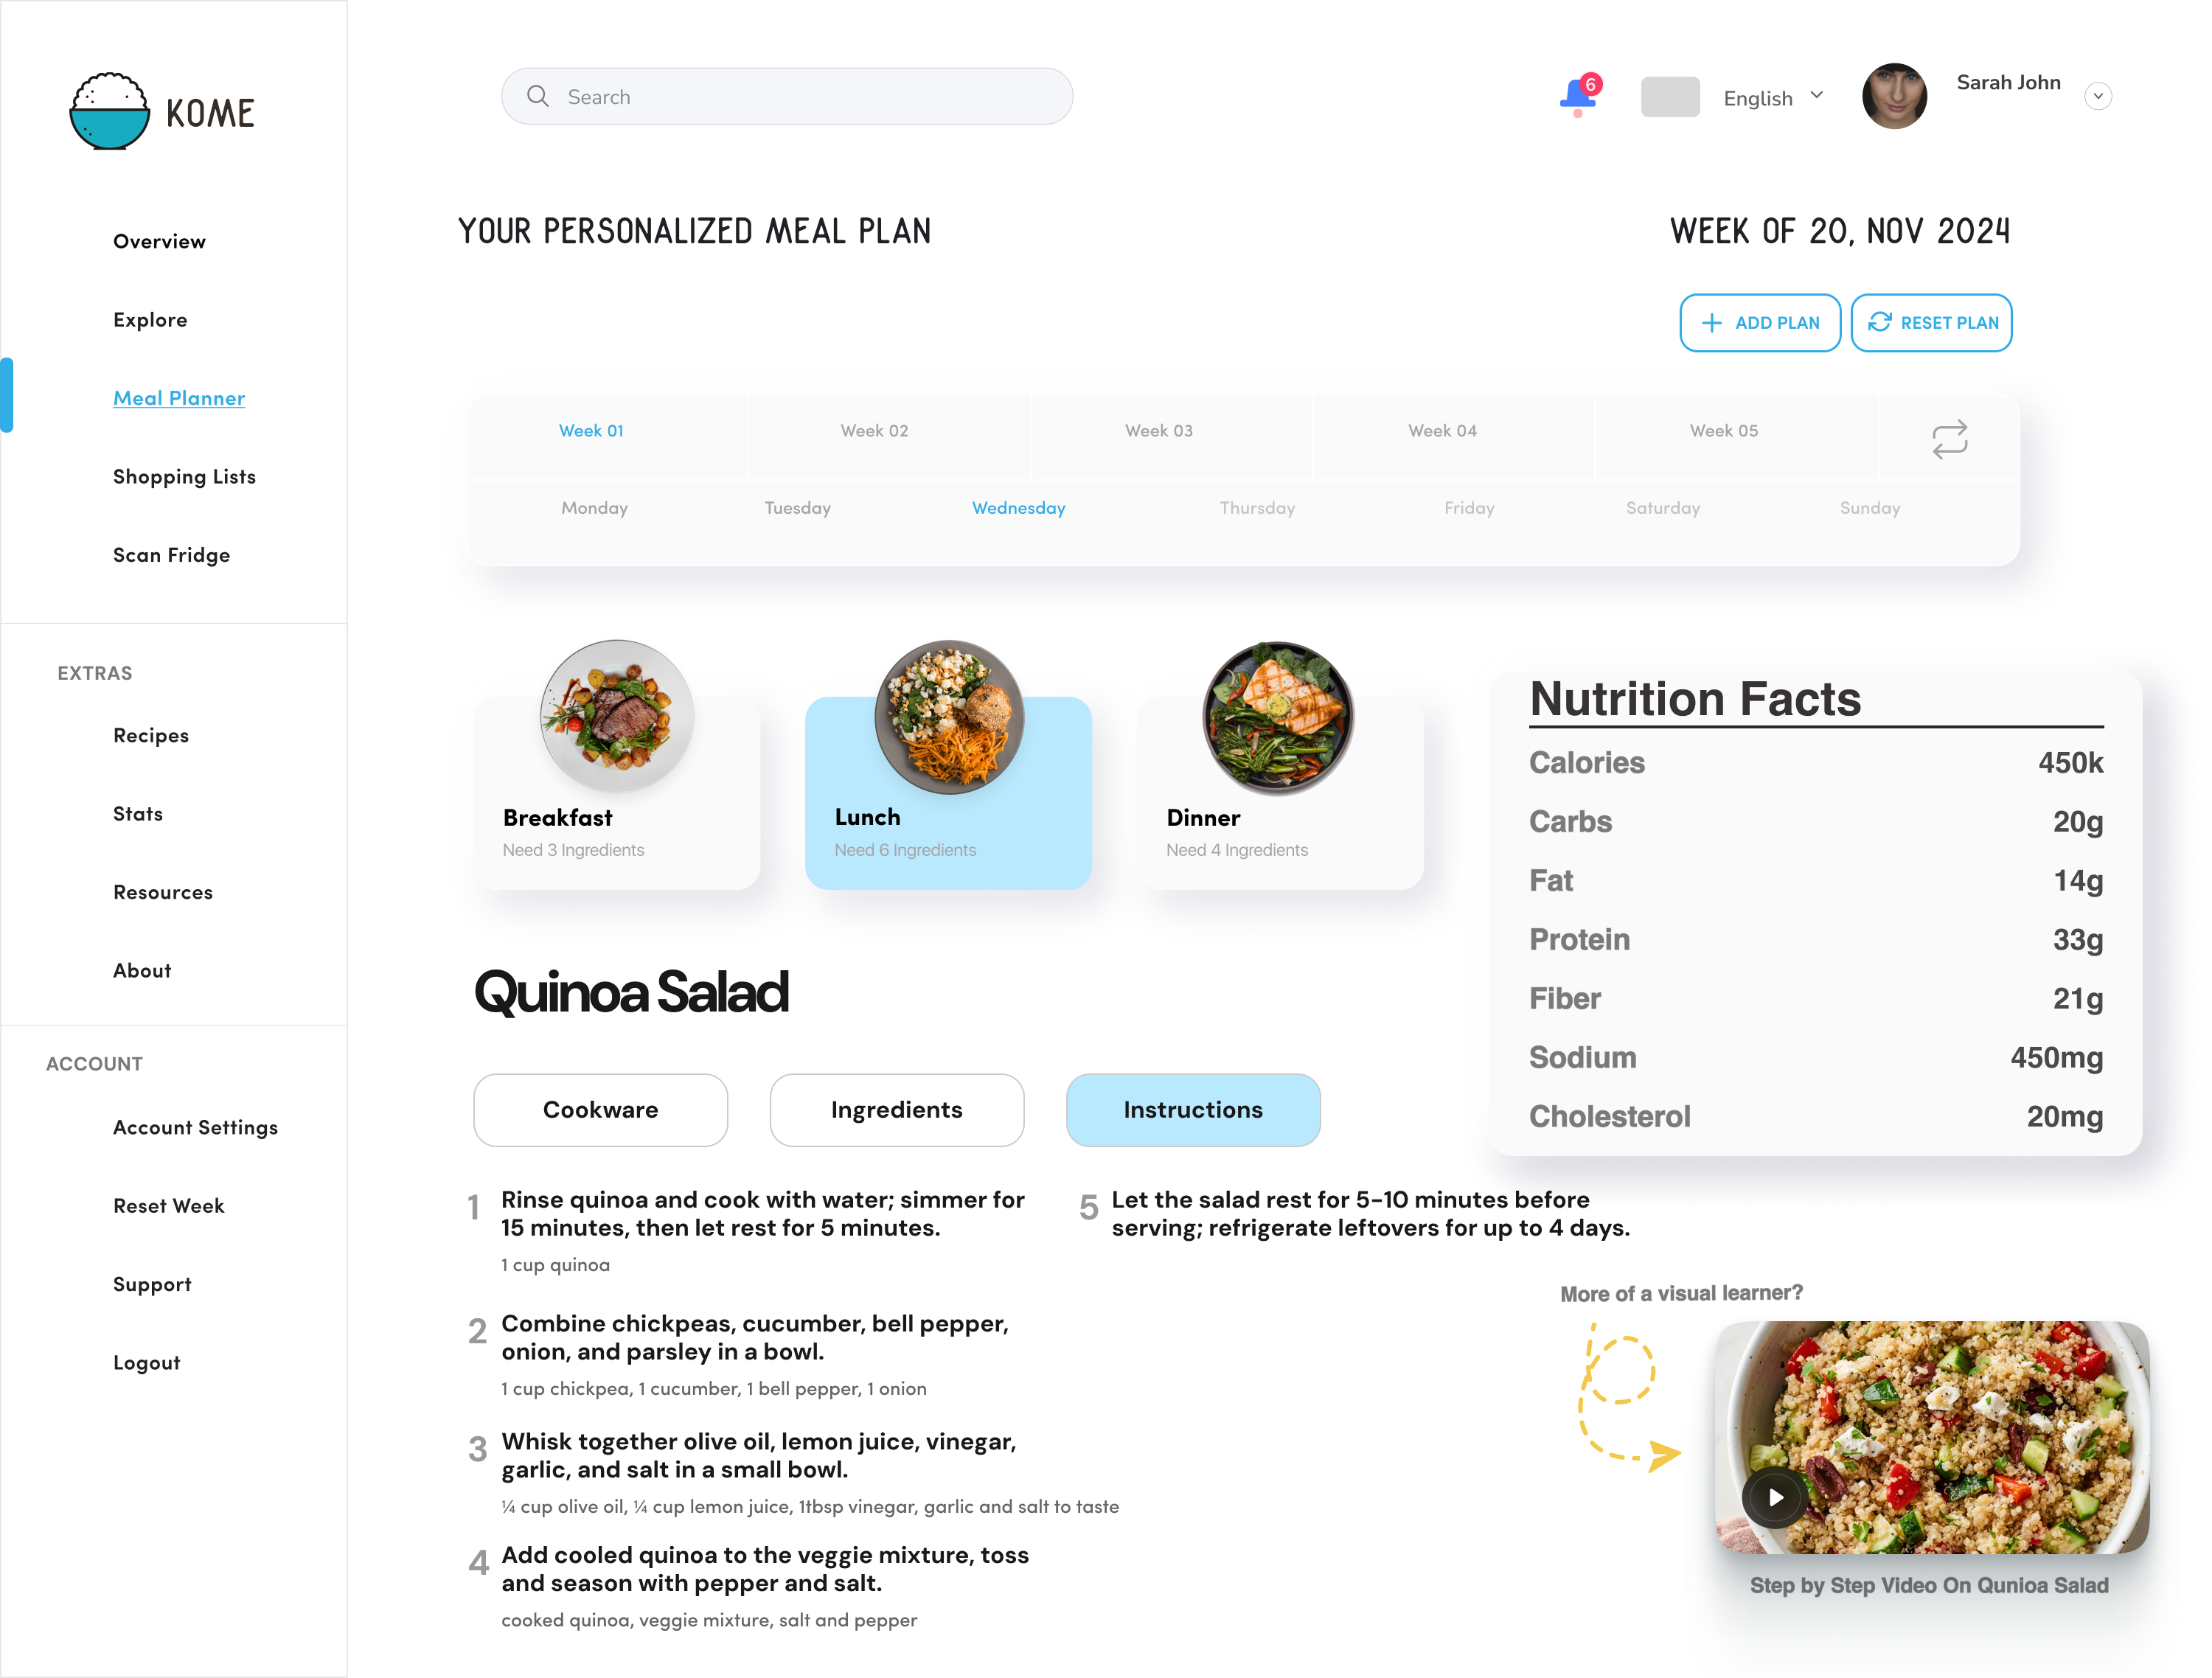 KOME
Overview
Explore
Meal Planner
Shopping Lists
Scan Fridge
EXTRAS
Recipes
Stats
Resources
About
ACCOUNT
Account Settings
Reset Week
Support
Logout
Search
6
English
Sarah John
YOUR PERSONALIZED MEAL PLAN
WEEK OF 20, NOV 2024
ADD PLAN
RESET PLAN
Week 01
Week 02
Week 03
Week 04
Week 05
Monday
Tuesday
Wednesday
Thursday
Friday
Saturday
Sunday
Breakfast
Need 3 Ingredients
Lunch
Need 6 Ingredients
Dinner
Need 4 Ingredients
Nutrition Facts
Calories 450k
Carbs 20g
Fat 14g
Protein 33g
Fiber 21g
Sodium 450mg
Cholesterol 20mg
Quinoa Salad
Cookware
Ingredients
Instructions
1 Rinse quinoa and cook with water; simmer for
15 minutes, then let rest for 5 minutes.
1 cup quinoa
2 Combine chickpeas, cucumber, bell pepper,
onion, and parsley in a bowl.
1 cup chickpea, 1 cucumber, 1 bell pepper, 1 onion
3 Whisk together olive oil, lemon juice, vinegar,
garlic, and salt in a small bowl.
¼ cup olive oil, ¼ cup lemon juice, 1tbsp vinegar, garlic and salt to taste
4 Add cooled quinoa to the veggie mixture, toss
and season with pepper and salt.
cooked quinoa, veggie mixture, salt and pepper
5 Let the salad rest for 5-10 minutes before
serving; refrigerate leftovers for up to 4 days.
More of a visual learner?
Step by Step Video On Qunioa Salad